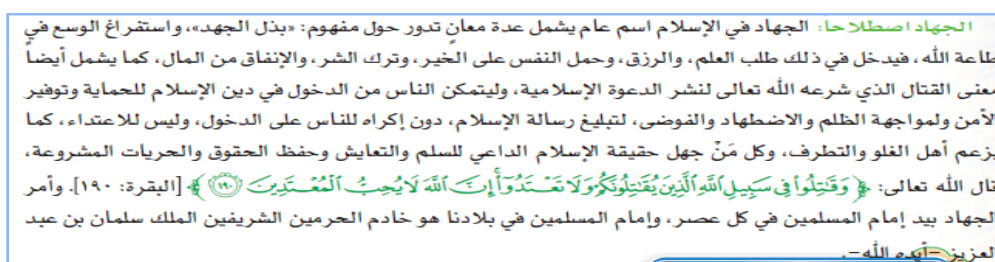 الجهاد اصطلاحا: الجهاد في الإسلام اسم عام يشمل عدة معانٍ تدور حول مفهوم: «بذل الجهد»، واستفراغ الوسع في
طاعة الله، فيدخل في ذلك طلب العلم، والرزق، وحمل النفس على الخير، وترك الشر، والإنفاق من المال، كما يشمل أيضاً
معنى القتال الذي شرعه الله تعالى لنشر الدعوة الإسلامية، وليتمكن الناس من الدخول في دين الإسلام للحماية وتوفير
الأمن ولمواجهة الظلم والاضطهاد والفوضى، لتبليغ رسالة الإسلام، دون إكراه للناس على الدخول، وليس للاعتداء، كما
يزعم أهل الغلو والتطرف، وكل مَنّ جهل حقيقة الإسلام الداعي للسلم والتعايش وحفظ الحقوق والحريات المشروعة،
قال الله تعالى: ﴿وَقَٰتِلُوا۟ فِى سَبِيلِ ٱللَّهِ ٱلَّذِينَ يُقَٰتِلُونَكُمْ وَلَا تَعْتَدُوٓا۟ إِنَّ ٱللَّهَ لَا يُحِبُّ ٱلْمُعْتَدِينَ ١٩٠﴾ [البقرة: ١٩٠]. وأمر
الجهاد بيد إمام المسلمين في كل عصر، وإمام المسلمين في بلادنا هو خادم الحرمين الشريفين الملك سلمان بن عبد
العزيز -أيده الله-.